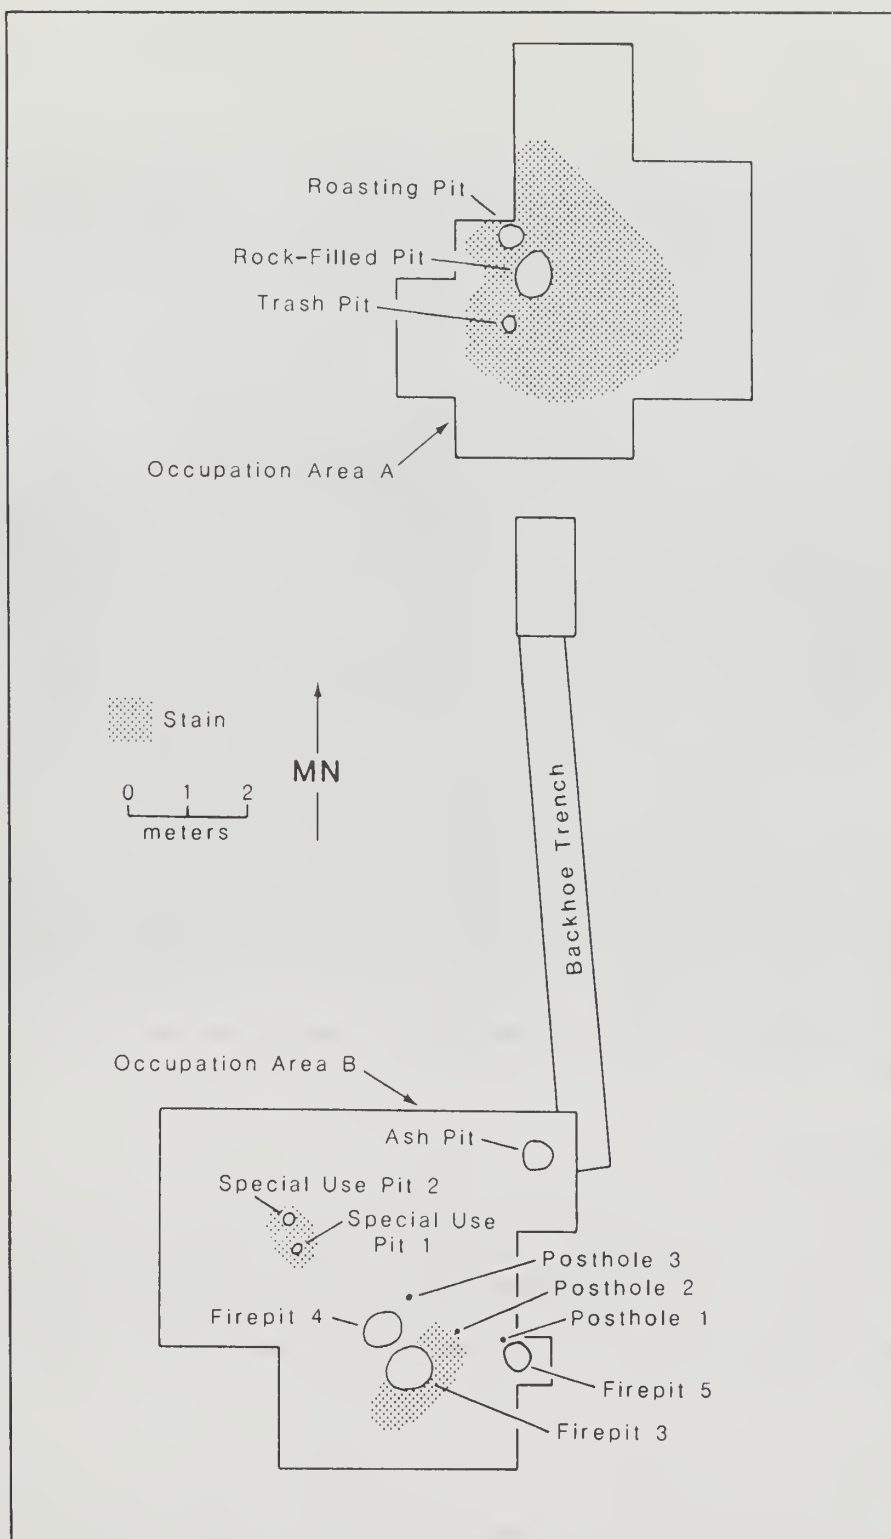 Roasting Pit
Rock-Filled Pit
Trash Pit
Occupation Area A
Stain
MN
0 1 2
meters
Backhoe Trench
Occupation Area B
Ash Pit
Special Use Pit 2
Special Use
Pit 1
Posthole 3
Posthole 2
Firepit 4
Posthole 1
Firepit 5
Firepit 3